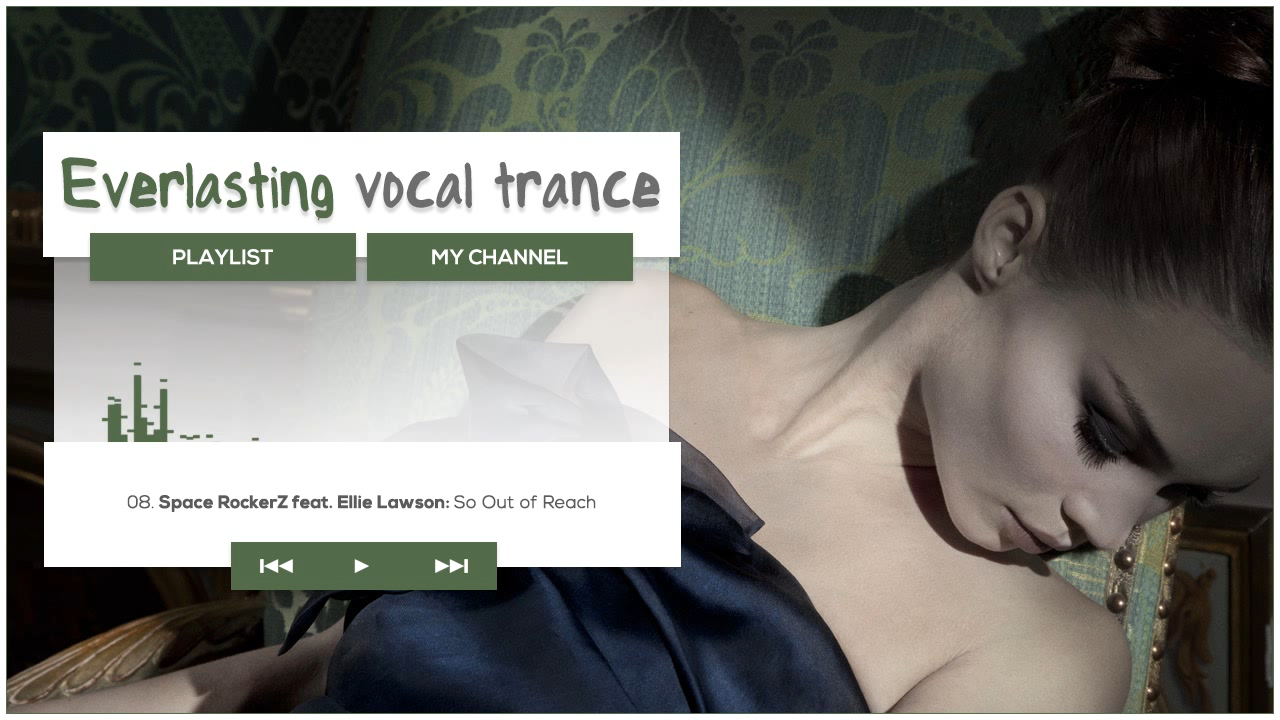 Everlasting vocal trance
PLAYLIST
MY CHANNEL
08. Space RockerZ feat. Ellie Lawson: So Out of Reach